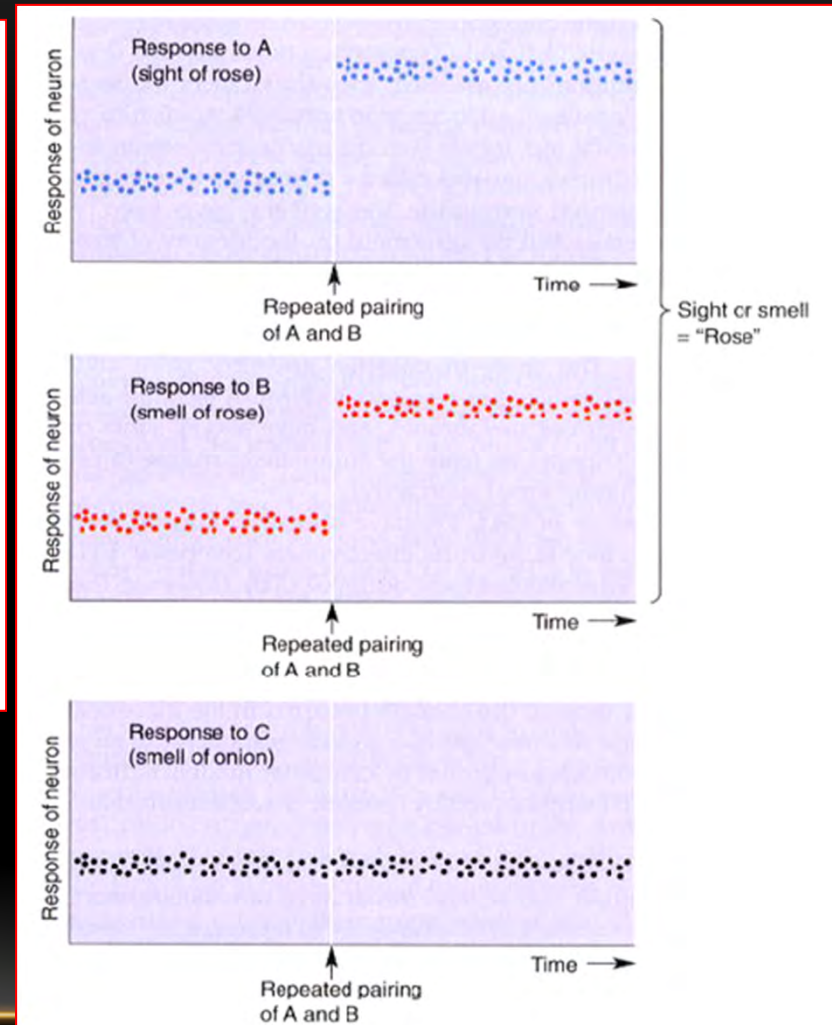 Response to A
(sight of rose)
Response of neuron
Time
Repeated pairing
of A and B
Sight or smell
= “Rose”
Response to B
(smell of rose)
Response of neuron
Time
Repeated pairing
of A and B
Response to C
(smell of onion)
Response of neuron
Time
Repeated pairing
of A and B